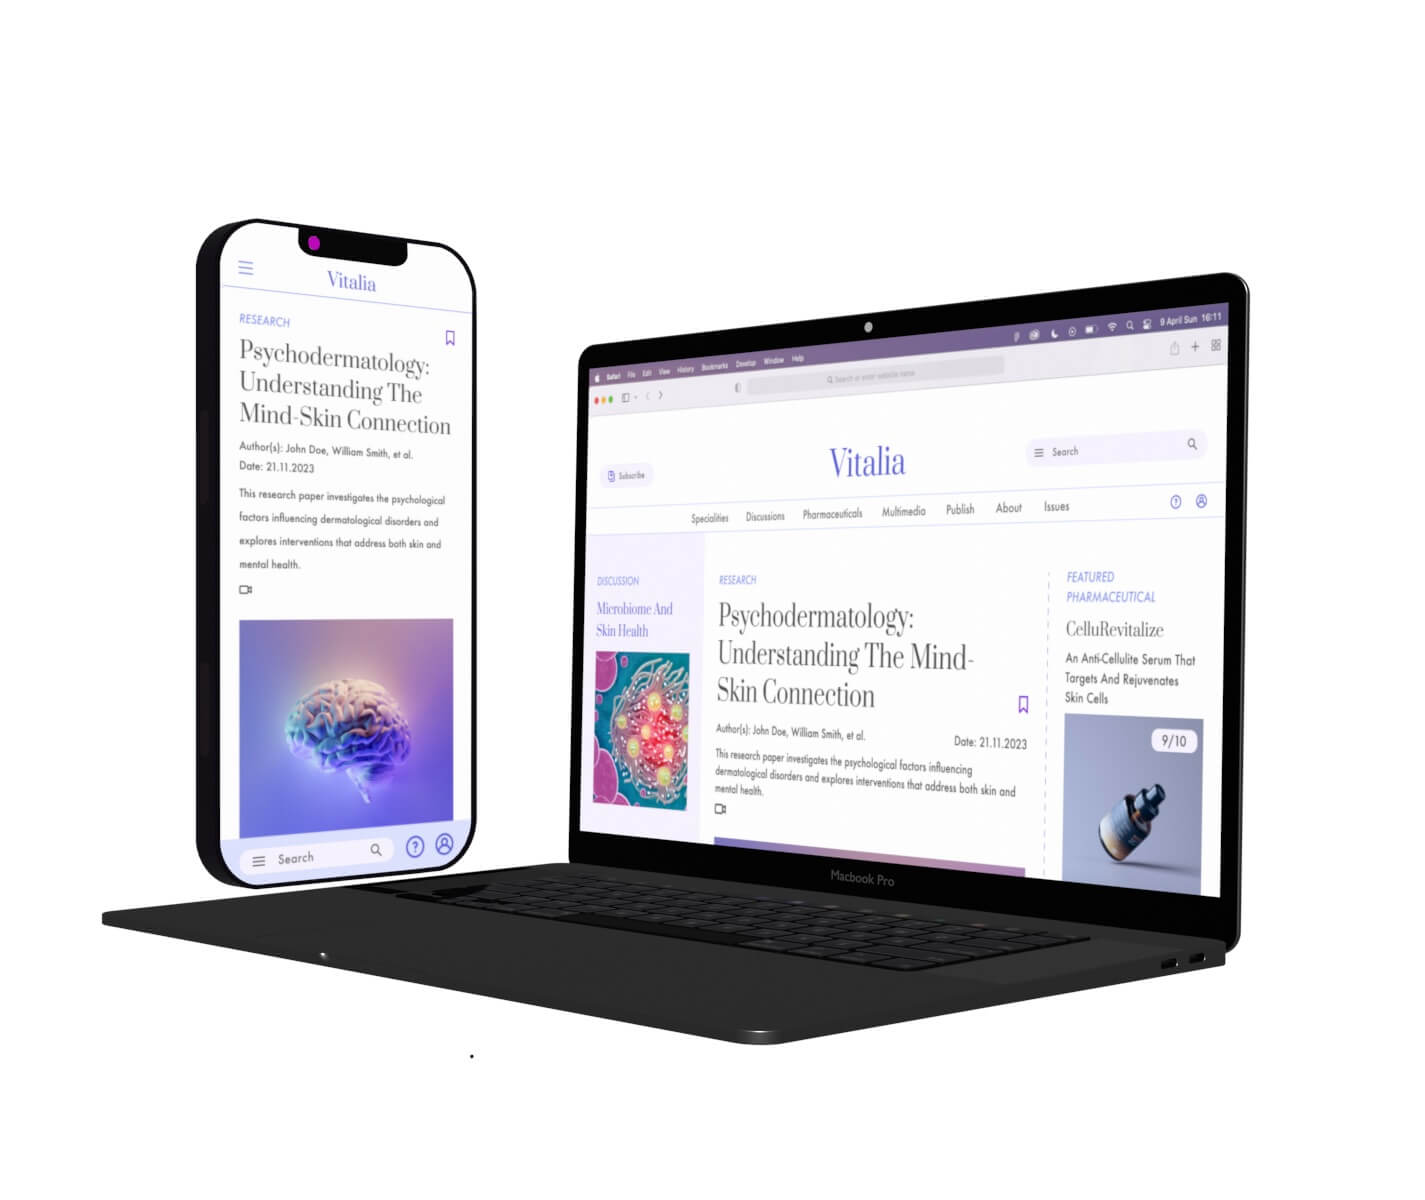 Vitalia
RESEARCH
Psychodermatology:
Understanding The
Mind-Skin Connection
Author(s): John Doe, William Smith, et al.
Date: 21.11.2023
This research paper investigates the psychological
factors influencing dermatological disorders and
explores interventions that address both skin and
mental health.
Search
?
Safari File Edit View History Bookmarks Develop Window Help
9 April Sun 16:11
Search or enter website name
Subscribe
Vitalia
Search
Specialities Discussions Pharmaceuticals Multimedia Publish About Issues
?
DISCUSSION
Microbiome And
Skin Health
RESEARCH
Psychodermatology:
Understanding The Mind-
Skin Connection
Author(s): John Doe, William Smith, et al.
Date: 21.11.2023
This research paper investigates the psychological factors influencing
dermatological disorders and explores interventions that address both skin and
mental health.
FEATURED
PHARMACEUTICAL
CelluRevitalize
An Anti-Cellulite Serum That
Targets And Rejuvenates
Skin Cells
9/10
Macbook Pro